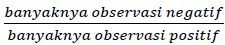 banyaknya observasi negatif
banyaknya observasi positif